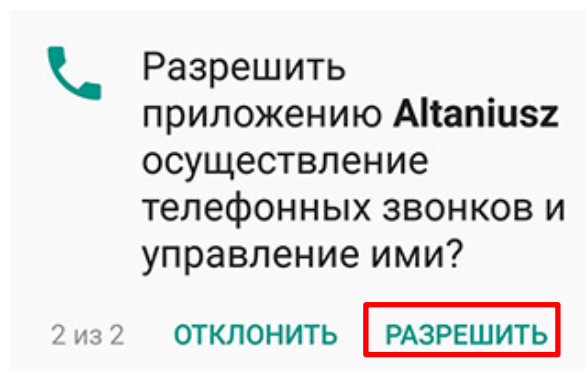 Разрешить
приложению Altaniusz
осуществление
телефонных звонков и
управление ими?
2 из 2 ОТКЛОНИТЬ РАЗРЕШИТЬ